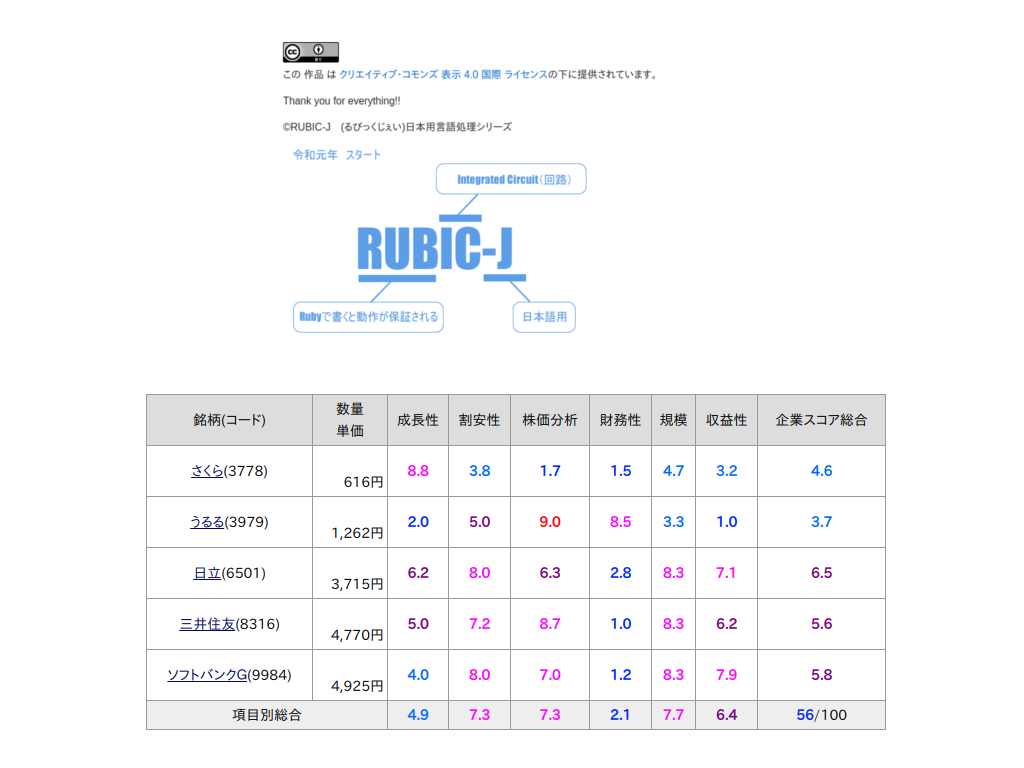 cc BY
この 作品 は クリエイティブ・コモンズ 表示 4.0 国際 ライセンスの下に提供されています。
Thank you for everything!!
©RUBIC-J (るびっくじぇい)日本用言語処理シリーズ
令和元年 スタート
Integrated Circuit(回路)
RUBIC-J
Rubyで書くと動作が保証される
日本語用
銘柄(コード) 数量 単価 成長性 割安性 株価分析 財務性 規模 収益性 企業スコア総合
さくら(3778) 616円 8.8 3.8 1.7 1.5 4.7 3.2 4.6
うるる(3979) 1,262円 2.0 5.0 9.0 8.5 3.3 1.0 3.7
日立(6501) 3,715円 6.2 8.0 6.3 2.8 8.3 7.1 6.5
三井住友(8316) 4,770円 5.0 7.2 8.7 1.0 8.3 6.2 5.6
ソフトバンクG(9984) 4,925円 4.0 8.0 7.0 1.2 8.3 7.9 5.8
項目別総合 4.9 7.3 7.3 2.1 7.7 6.4 56/100